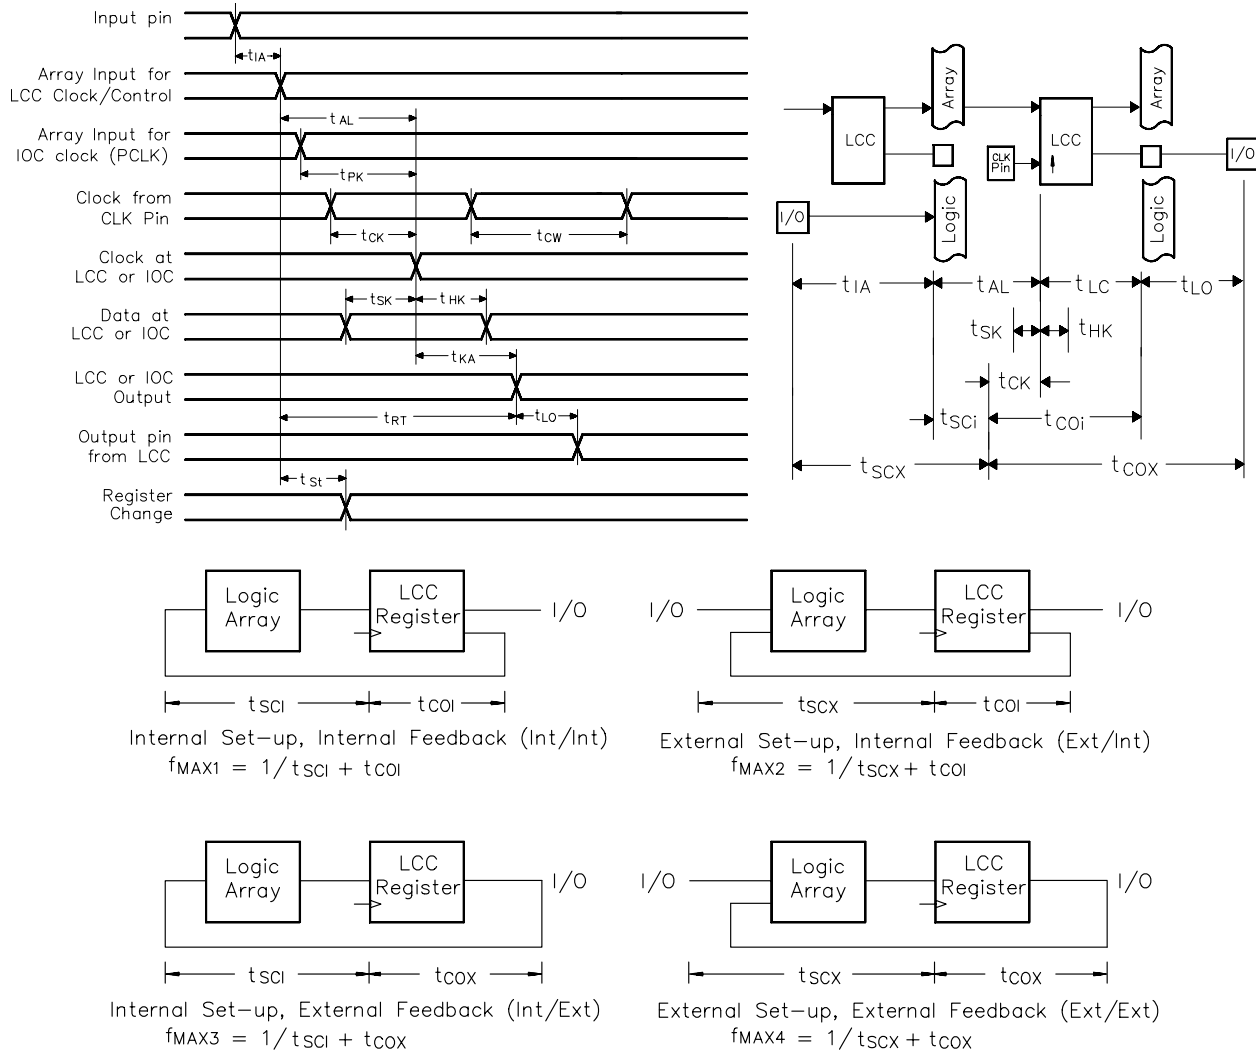 Input pin
tIA
Array Input for
LCC Clock/Control
tAL
Array Input for
IOC clock (PCLK)
tPK
Clock from
CLK Pin
tCK
tCW
Clock at
LCC or IOC
tSK
tHK
Data at
LCC or IOC
tKA
LCC or IOC
Output
tRT
tLO
Output pin
from LCC
tSt
Register
Change
Array
Array
LCC
LCC
CLK
Pin
I/O
I/O
Logic
Logic
tIA
tAL
tLC
tLO
tSK
tHK
tCK
tSCi
tCOi
tSCX
tCOX
Logic
Array
LCC
Register
I/O
tSCI
tCOI
Internal Set-up, Internal Feedback (Int/Int)
fMAX1 = 1/tSCI + tCOI
I/O
Logic
Array
LCC
Register
I/O
tSCX
tCOI
External Set-up, Internal Feedback (Ext/Int)
fMAX2 = 1/tSCX + tCOI
Logic
Array
LCC
Register
I/O
tSCI
tCOX
Internal Set-up, External Feedback (Int/Ext)
fMAX3 = 1/tSCI + tCOX
I/O
Logic
Array
LCC
Register
I/O
tSCX
tCOX
External Set-up, External Feedback (Ext/Ext)
fMAX4 = 1/tSCX + tCOX